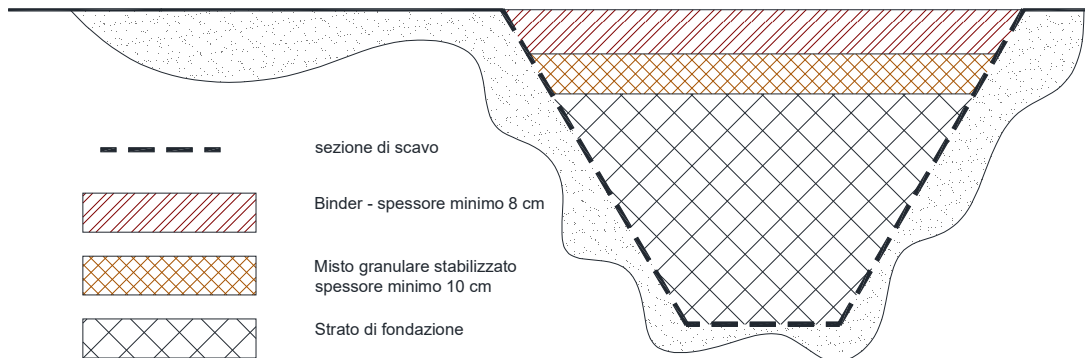 sezione di scavo
Binder - spessore minimo 8 cm
Misto granulare stabilizzato
spessore minimo 10 cm
Strato di fondazione